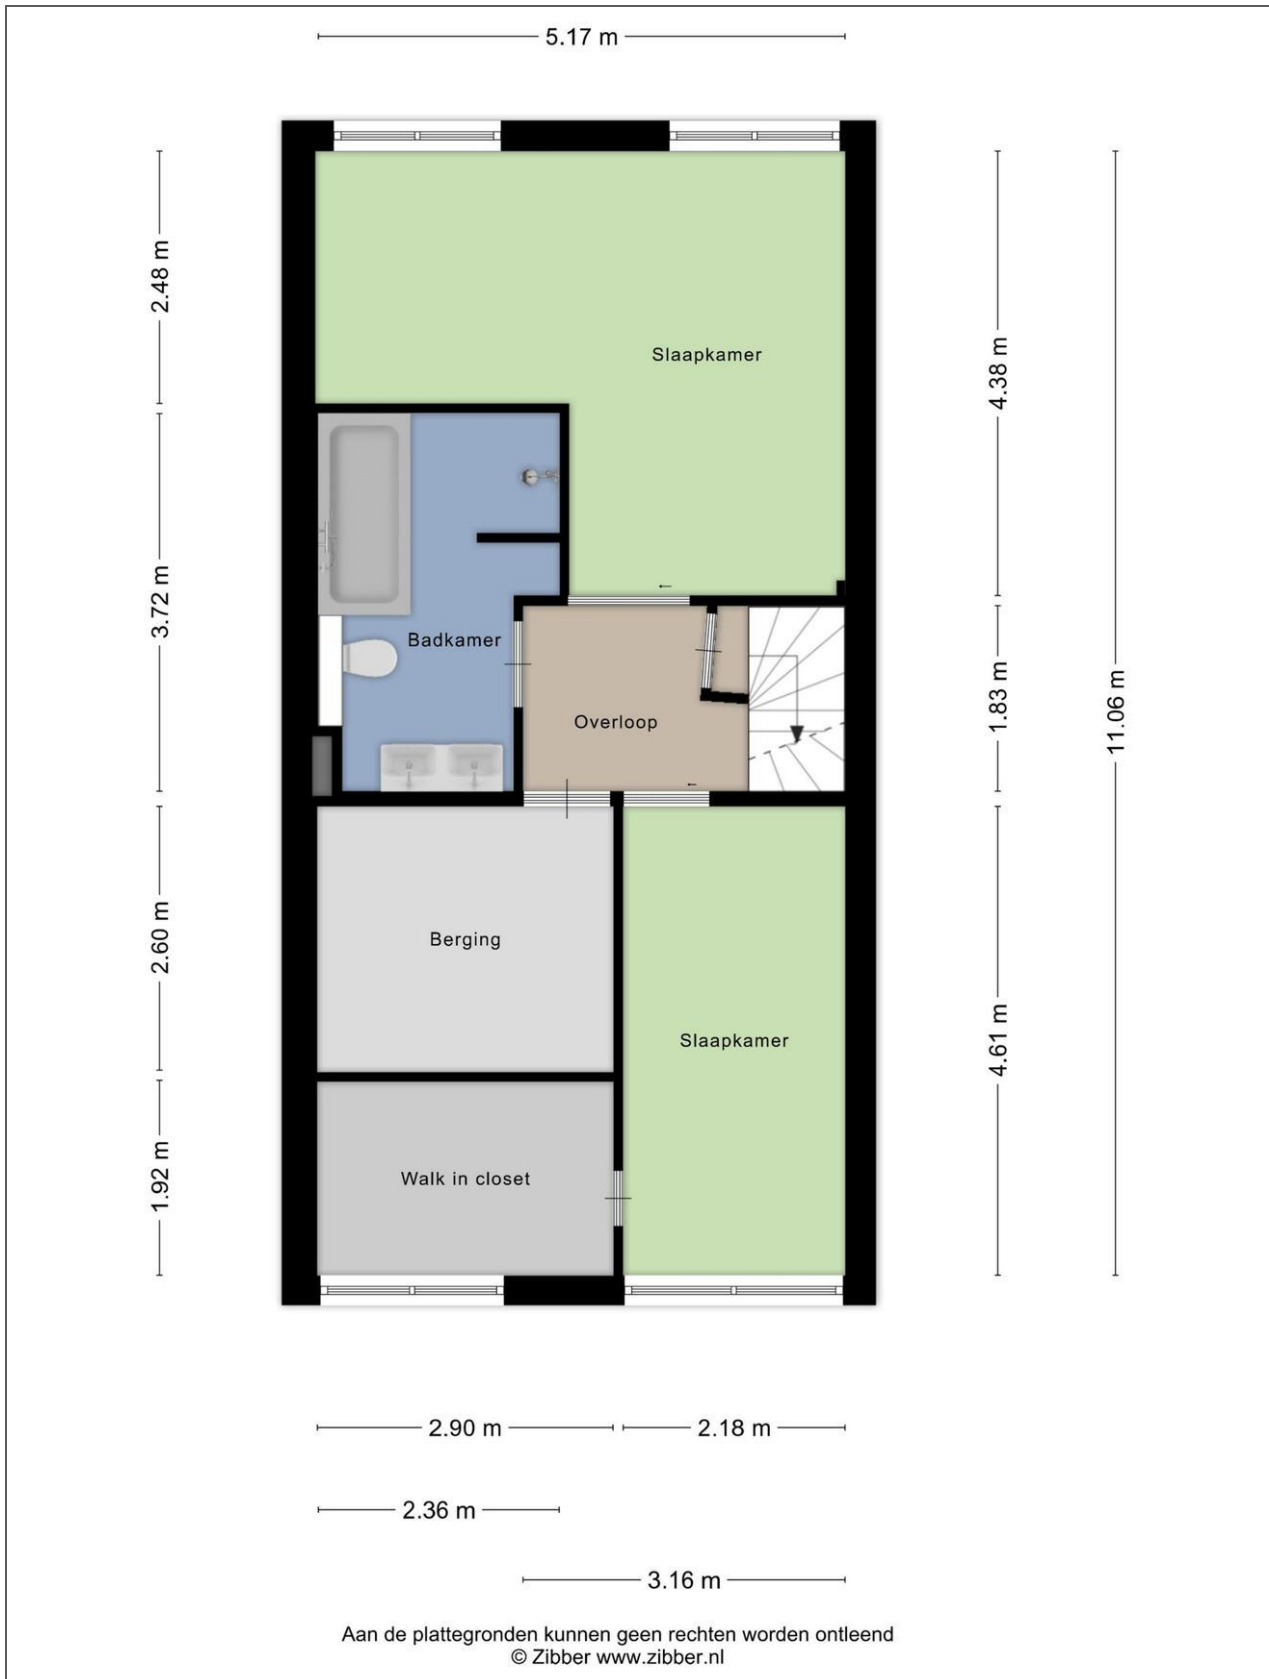 5.17 m
2.48 m
4.38 m
Slaapkamer
3.72 m
Badkamer
1.83 m
11.06 m
Overloop
2.60 m
Berging
4.61 m
Slaapkamer
1.92 m
Walk in closet
2.90 m
2.18 m
2.36 m
3.16 m
Aan de plattegronden kunnen geen rechten worden ontleend
© Zibber www.zibber.nl